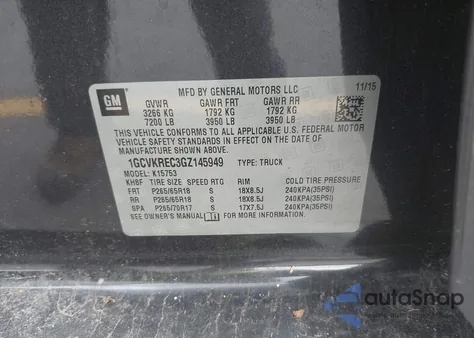 GM
MFD BY GENERAL MOTORS LLC 11/15
GVWR GAWR FRT GAWR RR
3266 KG 1792 KG 1792 KG
7200 LB 3950 LB 3950 LB
THIS VEHICLE CONFORMS TO ALL APPLICABLE U.S. FEDERAL MOTOR
VEHICLE SAFETY STANDARDS IN EFFECT ON THE DATE OF
MANUFACTURE SHOWN ABOVE.
1GCVKREC3GZ145949 TYPE: TRUCK
MODEL: K15753
KHBF TIRE SIZE SPEED RTG RIM COLD TIRE PRESSURE
FRT P265/65R18 S 18X8.5J 240KPA(35PSI)
RR P265/65R18 S 18X8.5J 240KPA(35PSI)
SPA P265/70R17 S 17X7.5J 240KPA(35PSI)
SEE OWNER'S MANUAL FOR MORE INFORMATION.
autoSnap